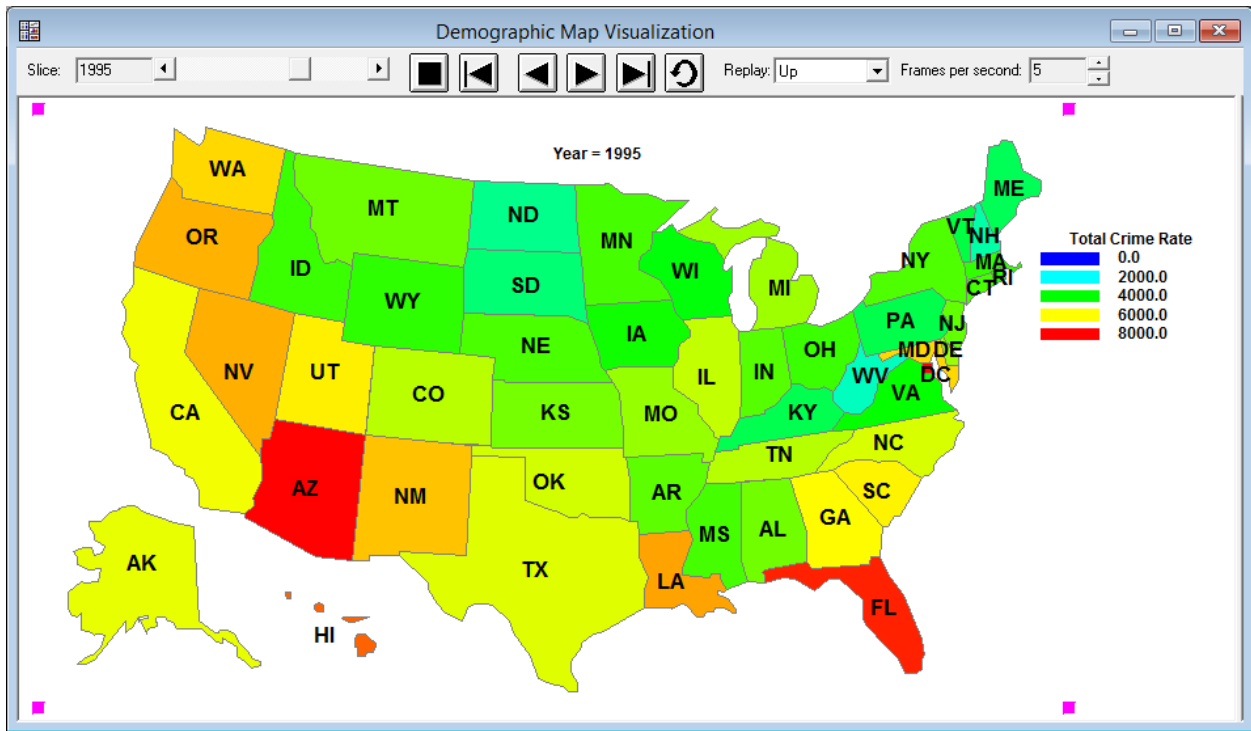 Demographic Map Visualization
Slice: 1995 Replay: Up Frames per second: 5
Year = 1995
WA
MT
ND
MN
ME
VT
NH
OR
ID
WY
SD
WI
MI
NY
MA
RI
CT
Total Crime Rate
0.0
2000.0
4000.0
6000.0
8000.0
NV
UT
CO
NE
IA
IL
IN
OH
PA
NJ
MD
DE
DC
WV
VA
CA
KS
MO
KY
AZ
NM
OK
AR
TN
NC
SC
TX
LA
MS
AL
GA
FL
AK
HI